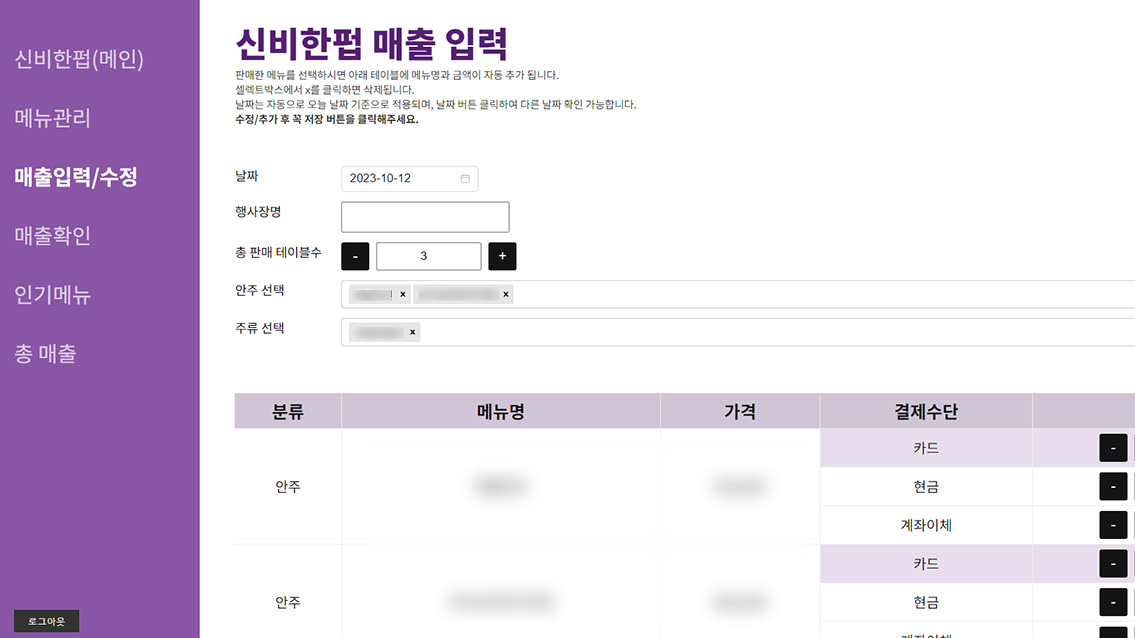 신비한펍(메인)
메뉴관리
매출입력/수정
매출확인
인기메뉴
총 매출
로그아웃
신비한펍 매출 입력
판매한 메뉴를 선택하시면 아래 테이블에 메뉴명과 금액이 자동 추가 됩니다.
셀렉트박스에서 x를 클릭하면 삭제됩니다.
날짜는 자동으로 오늘 날짜 기준으로 적용되며, 날짜 버튼 클릭하여 다른 날짜 확인 가능합니다.
수정/추가 후 꼭 저장 버튼을 클릭해주세요.
날짜 2023-10-12
행사장명
총 판매 테이블수 - 3 +
안주 선택 × ×
주류 선택 ×
분류 메뉴명 가격 결제수단
카드 -
안주 현금 -
계좌이체 -
카드 -
안주 현금 -
계좌이체